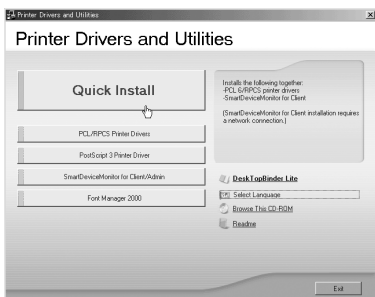 Printer Drivers and Utilities
Printer Drivers and Utilities
Quick Install
PCL/RPCS Printer Drivers
PostScript 3 Printer Driver
SmartDeviceMonitor for Client/Admin
Font Manager 2000
Installs the following together:
-PCL 6/RPCS printer drivers
-SmartDeviceMonitor for Client
(SmartDeviceMonitor for Client installation requires
a network connection.)
DeskTopBinder Lite
Select Language
Browse This CD-ROM
Readme
Exit